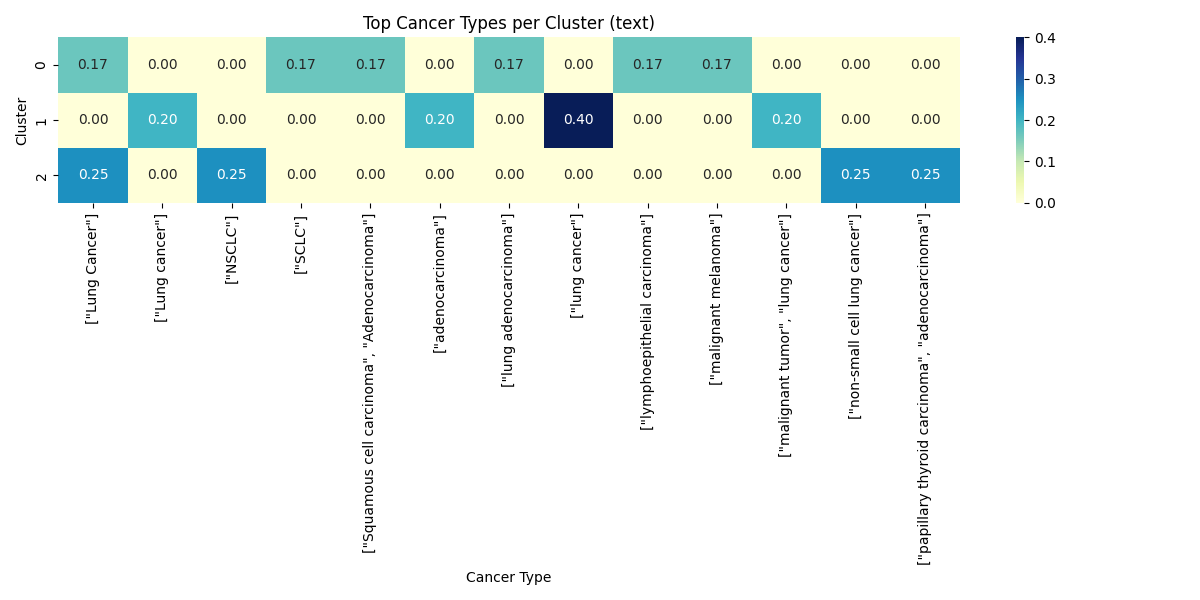 Top Cancer Types per Cluster (text)
Cluster
0 0.17 0.00 0.00 0.17 0.17 0.00 0.17 0.00 0.17 0.17 0.00 0.00 0.00
1 0.00 0.20 0.00 0.00 0.00 0.20 0.00 0.40 0.00 0.00 0.20 0.00 0.00
2 0.25 0.00 0.25 0.00 0.00 0.00 0.00 0.00 0.00 0.00 0.00 0.25 0.25
["Lung Cancer"]
["Lung cancer"]
["NSCLC"]
["SCLC"]
["Squamous cell carcinoma", "Adenocarcinoma"]
["adenocarcinoma"]
["lung adenocarcinoma"]
["lung cancer"]
["lymphoepithelial carcinoma"]
["malignant melanoma"]
["malignant tumor", "lung cancer"]
["non-small cell lung cancer"]
["papillary thyroid carcinoma", "adenocarcinoma"]
Cancer Type
0.4
0.3
0.2
0.1
0.0